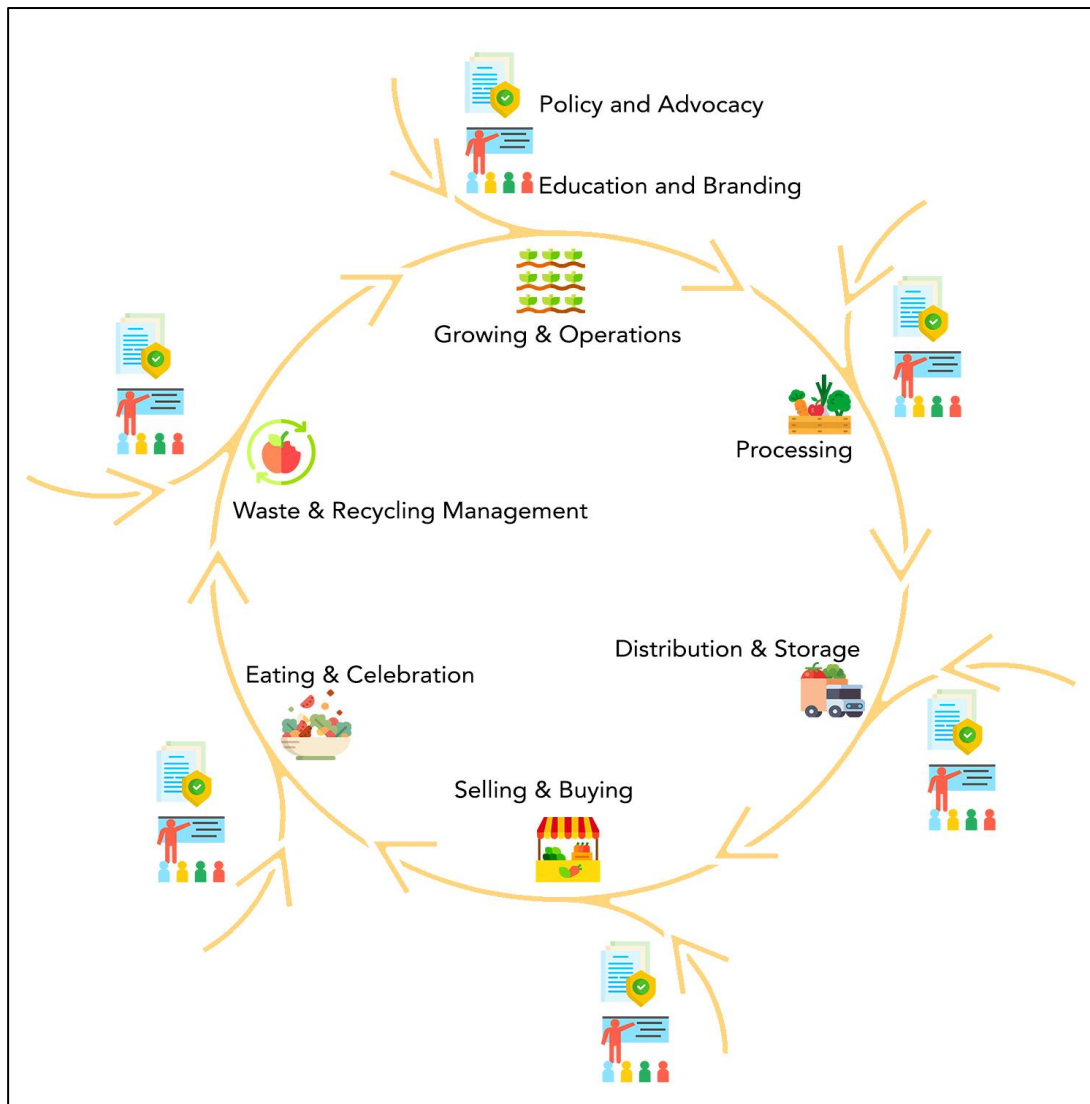 Policy and Advocacy
Education and Branding
Growing & Operations
Processing
Waste & Recycling Management
Distribution & Storage
Eating & Celebration
Selling & Buying